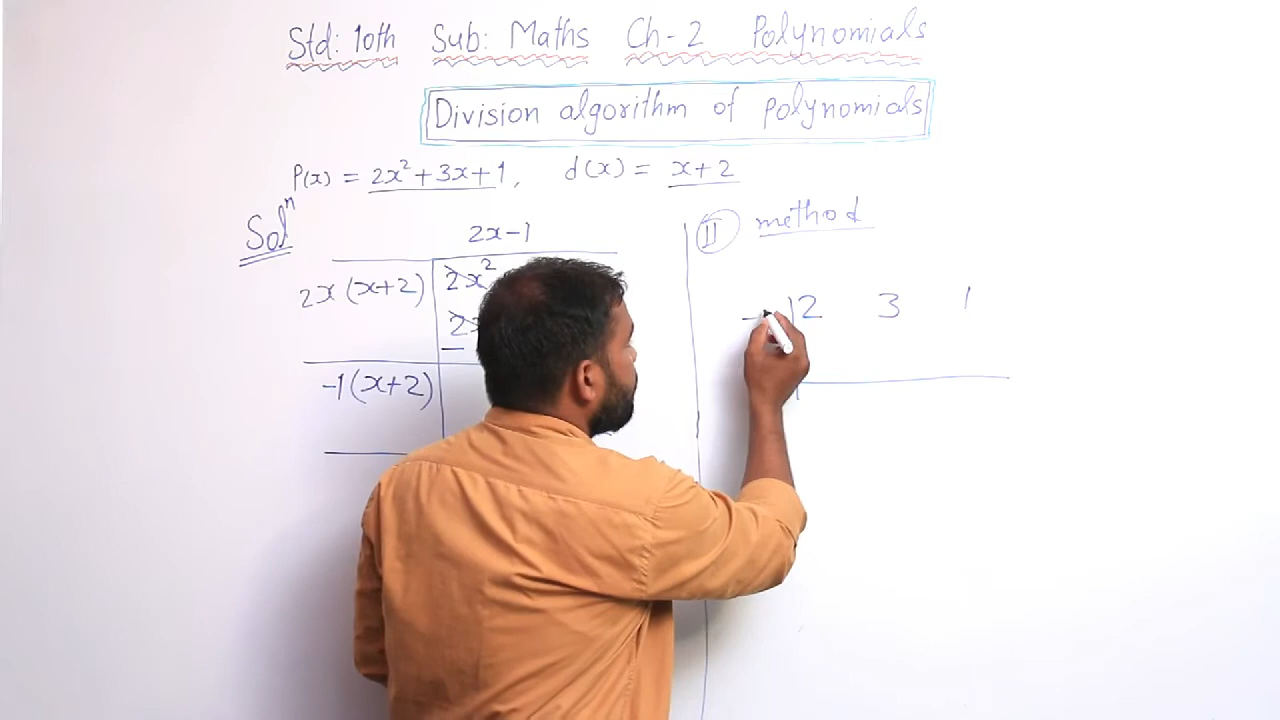 Std: 10th Sub: Maths Ch-2 Polynomials
Division algorithm of polynomials
P(x) = 2x² + 3x + 1, d(x) = x + 2
Solⁿ
2x - 1
2x (x+2) 2x²
-1 (x+2)
II method
2 3 1